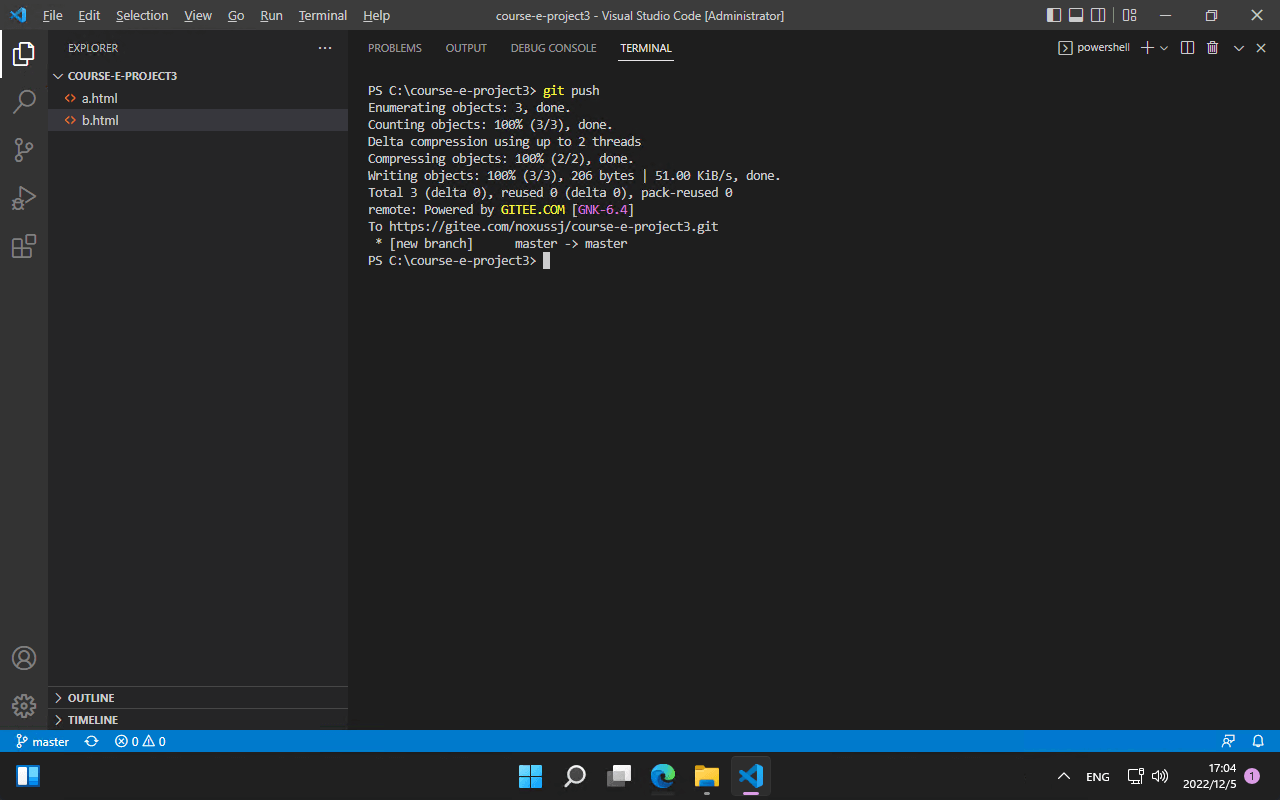 File Edit Selection View Go Run Terminal Help course-e-project3 - Visual Studio Code [Administrator]
EXPLORER
COURSE-E-PROJECT3
a.html
b.html
OUTLINE
TIMELINE
PROBLEMS OUTPUT DEBUG CONSOLE TERMINAL powershell
PS C:\course-e-project3> git push
Enumerating objects: 3, done.
Counting objects: 100% (3/3), done.
Delta compression using up to 2 threads
Compressing objects: 100% (2/2), done.
Writing objects: 100% (3/3), 206 bytes | 51.00 KiB/s, done.
Total 3 (delta 0), reused 0 (delta 0), pack-reused 0
remote: Powered by GITEE.COM [GNK-6.4]
To https://gitee.com/noxussj/course-e-project3.git
 * [new branch]      master -> master
PS C:\course-e-project3>
master 0 0
ENG 17:04
2022/12/5 1